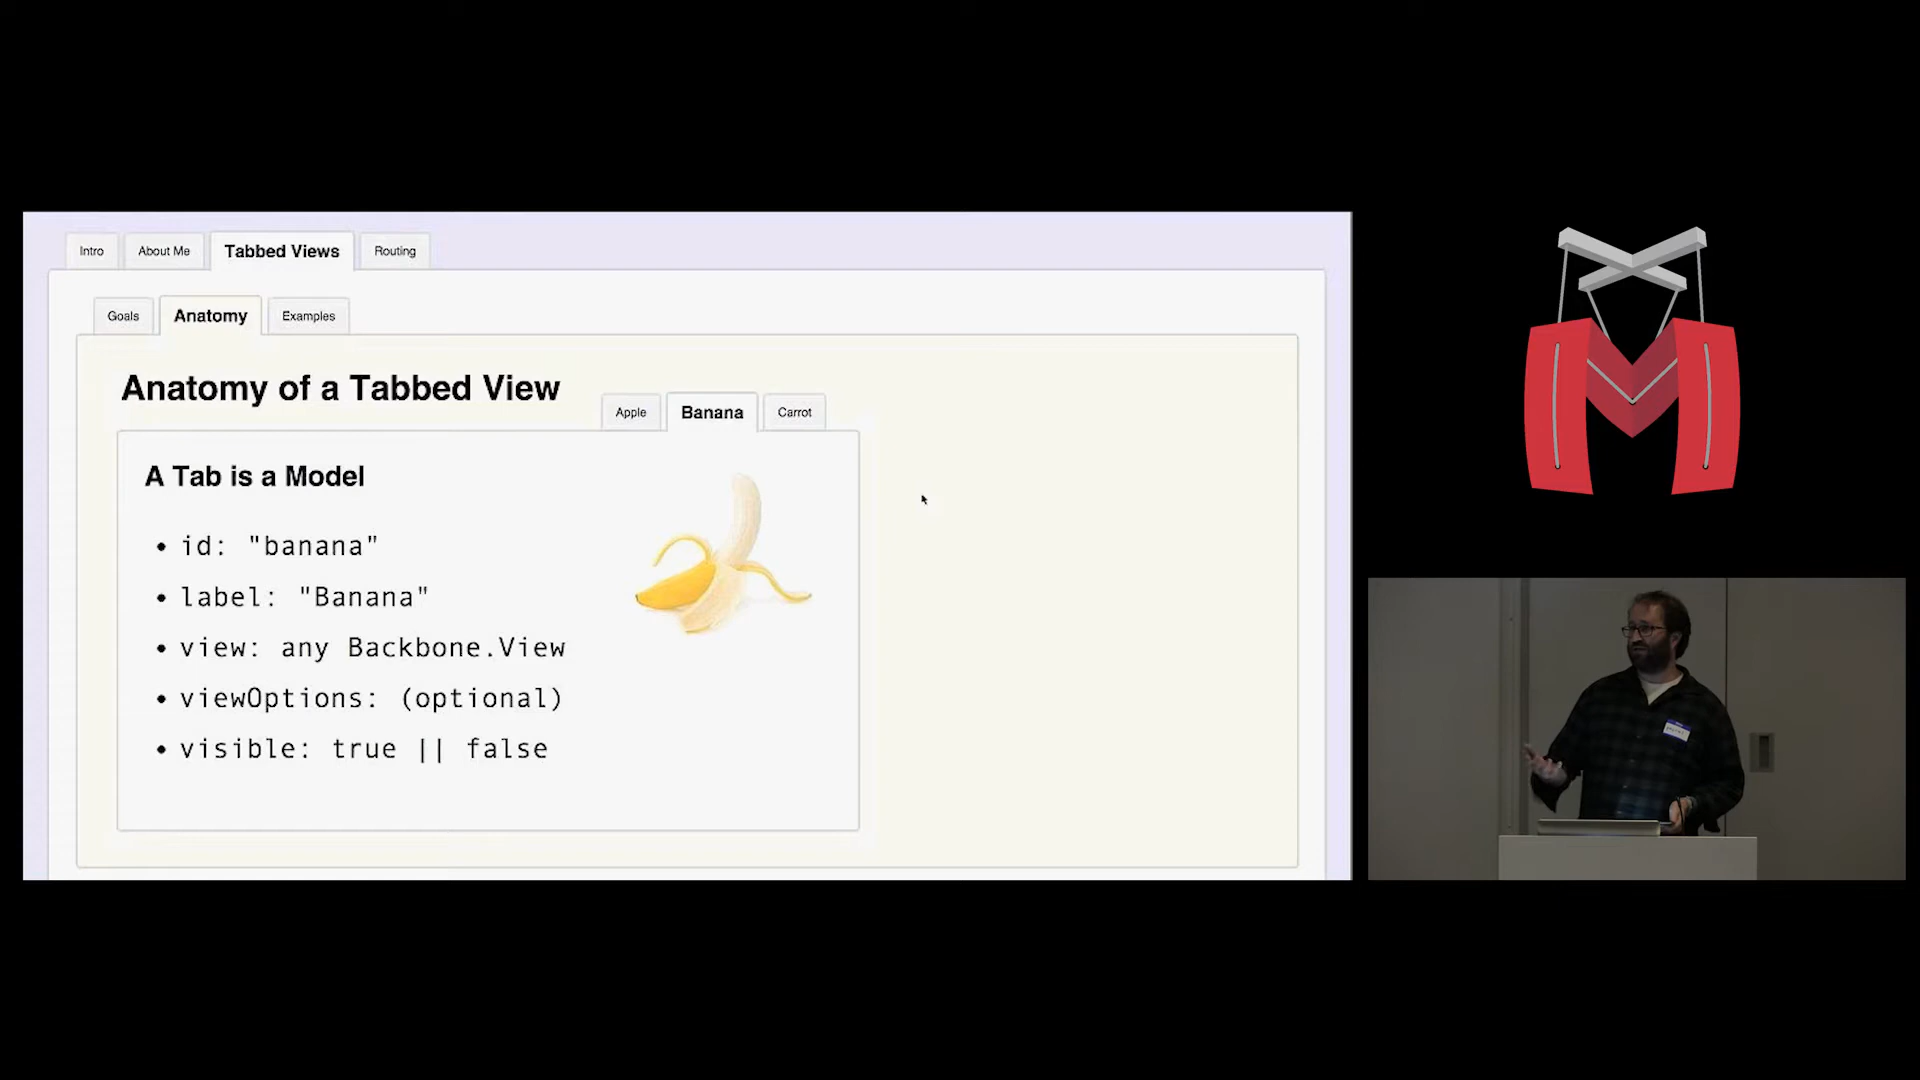 Intro About Me Tabbed Views Routing
Goals Anatomy Examples
Anatomy of a Tabbed View
Apple Banana Carrot
A Tab is a Model
• id: "banana"
• label: "Banana"
• view: any Backbone.View
• viewOptions: (optional)
• visible: true || false